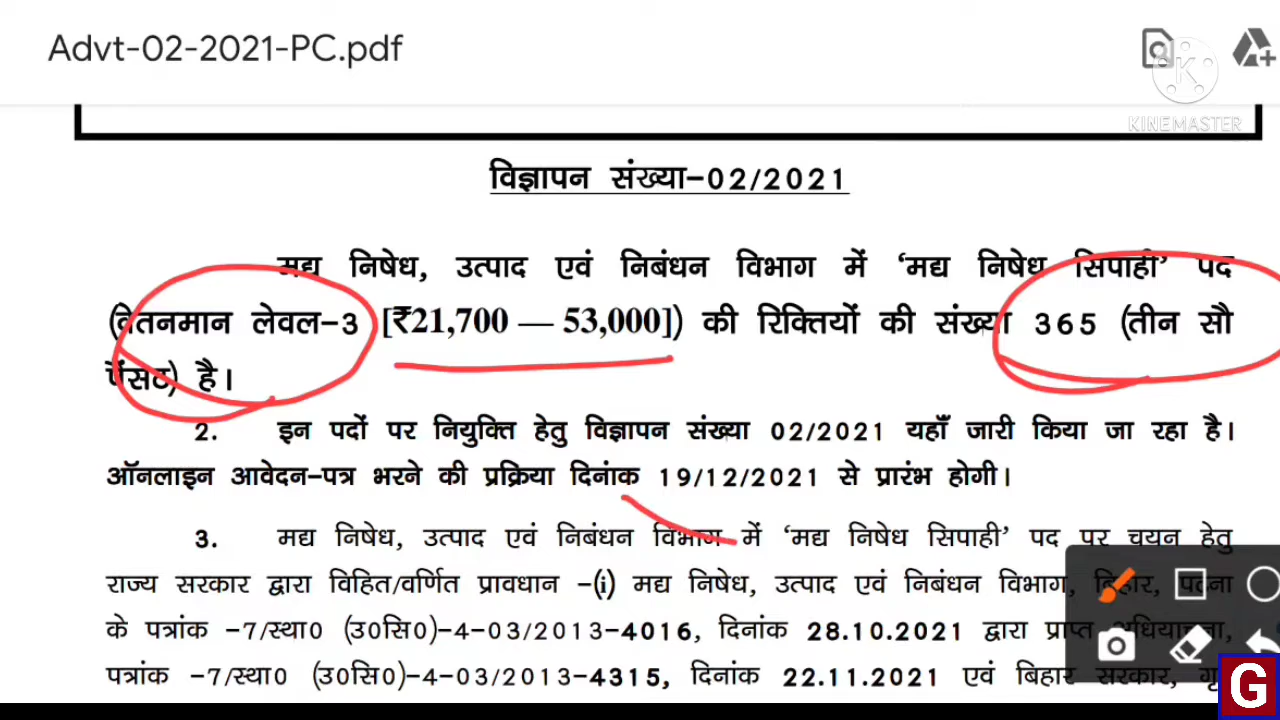 Advt-02-2021-PC.pdf
KINEMASTER
विज्ञापन संख्या-02/2021
मद्य निषेध, उत्पाद एवं निबंधन विभाग में ‘मद्य निषेध सिपाही’ पद
(वेतनमान लेवल-3 [₹21,700 — 53,000]) की रिक्तियों की संख्या 365 (तीन सौ
पैंसट) है।
2. इन पदों पर नियुक्ति हेतु विज्ञापन संख्या 02/2021 यहाँ जारी किया जा रहा है।
ऑनलाइन आवेदन-पत्र भरने की प्रक्रिया दिनांक 19/12/2021 से प्रारंभ होगी।
3. मद्य निषेध, उत्पाद एवं निबंधन विभाग में ‘मद्य निषेध सिपाही’ पद पर चयन हेतु
राज्य सरकार द्वारा विहित/वर्णित प्रावधान -(i) मद्य निषेध, उत्पाद एवं निबंधन विभाग, बिहार, पटना
के पत्रांक -7/स्था0 (उ0सि0)-4-03/2013-4016, दिनांक 28.10.2021 द्वारा प्राप्त अधियाचना,
पत्रांक -7/स्था0 (उ0सि0)-4-03/2013-4315, दिनांक 22.11.2021 एवं बिहार सरकार,
G